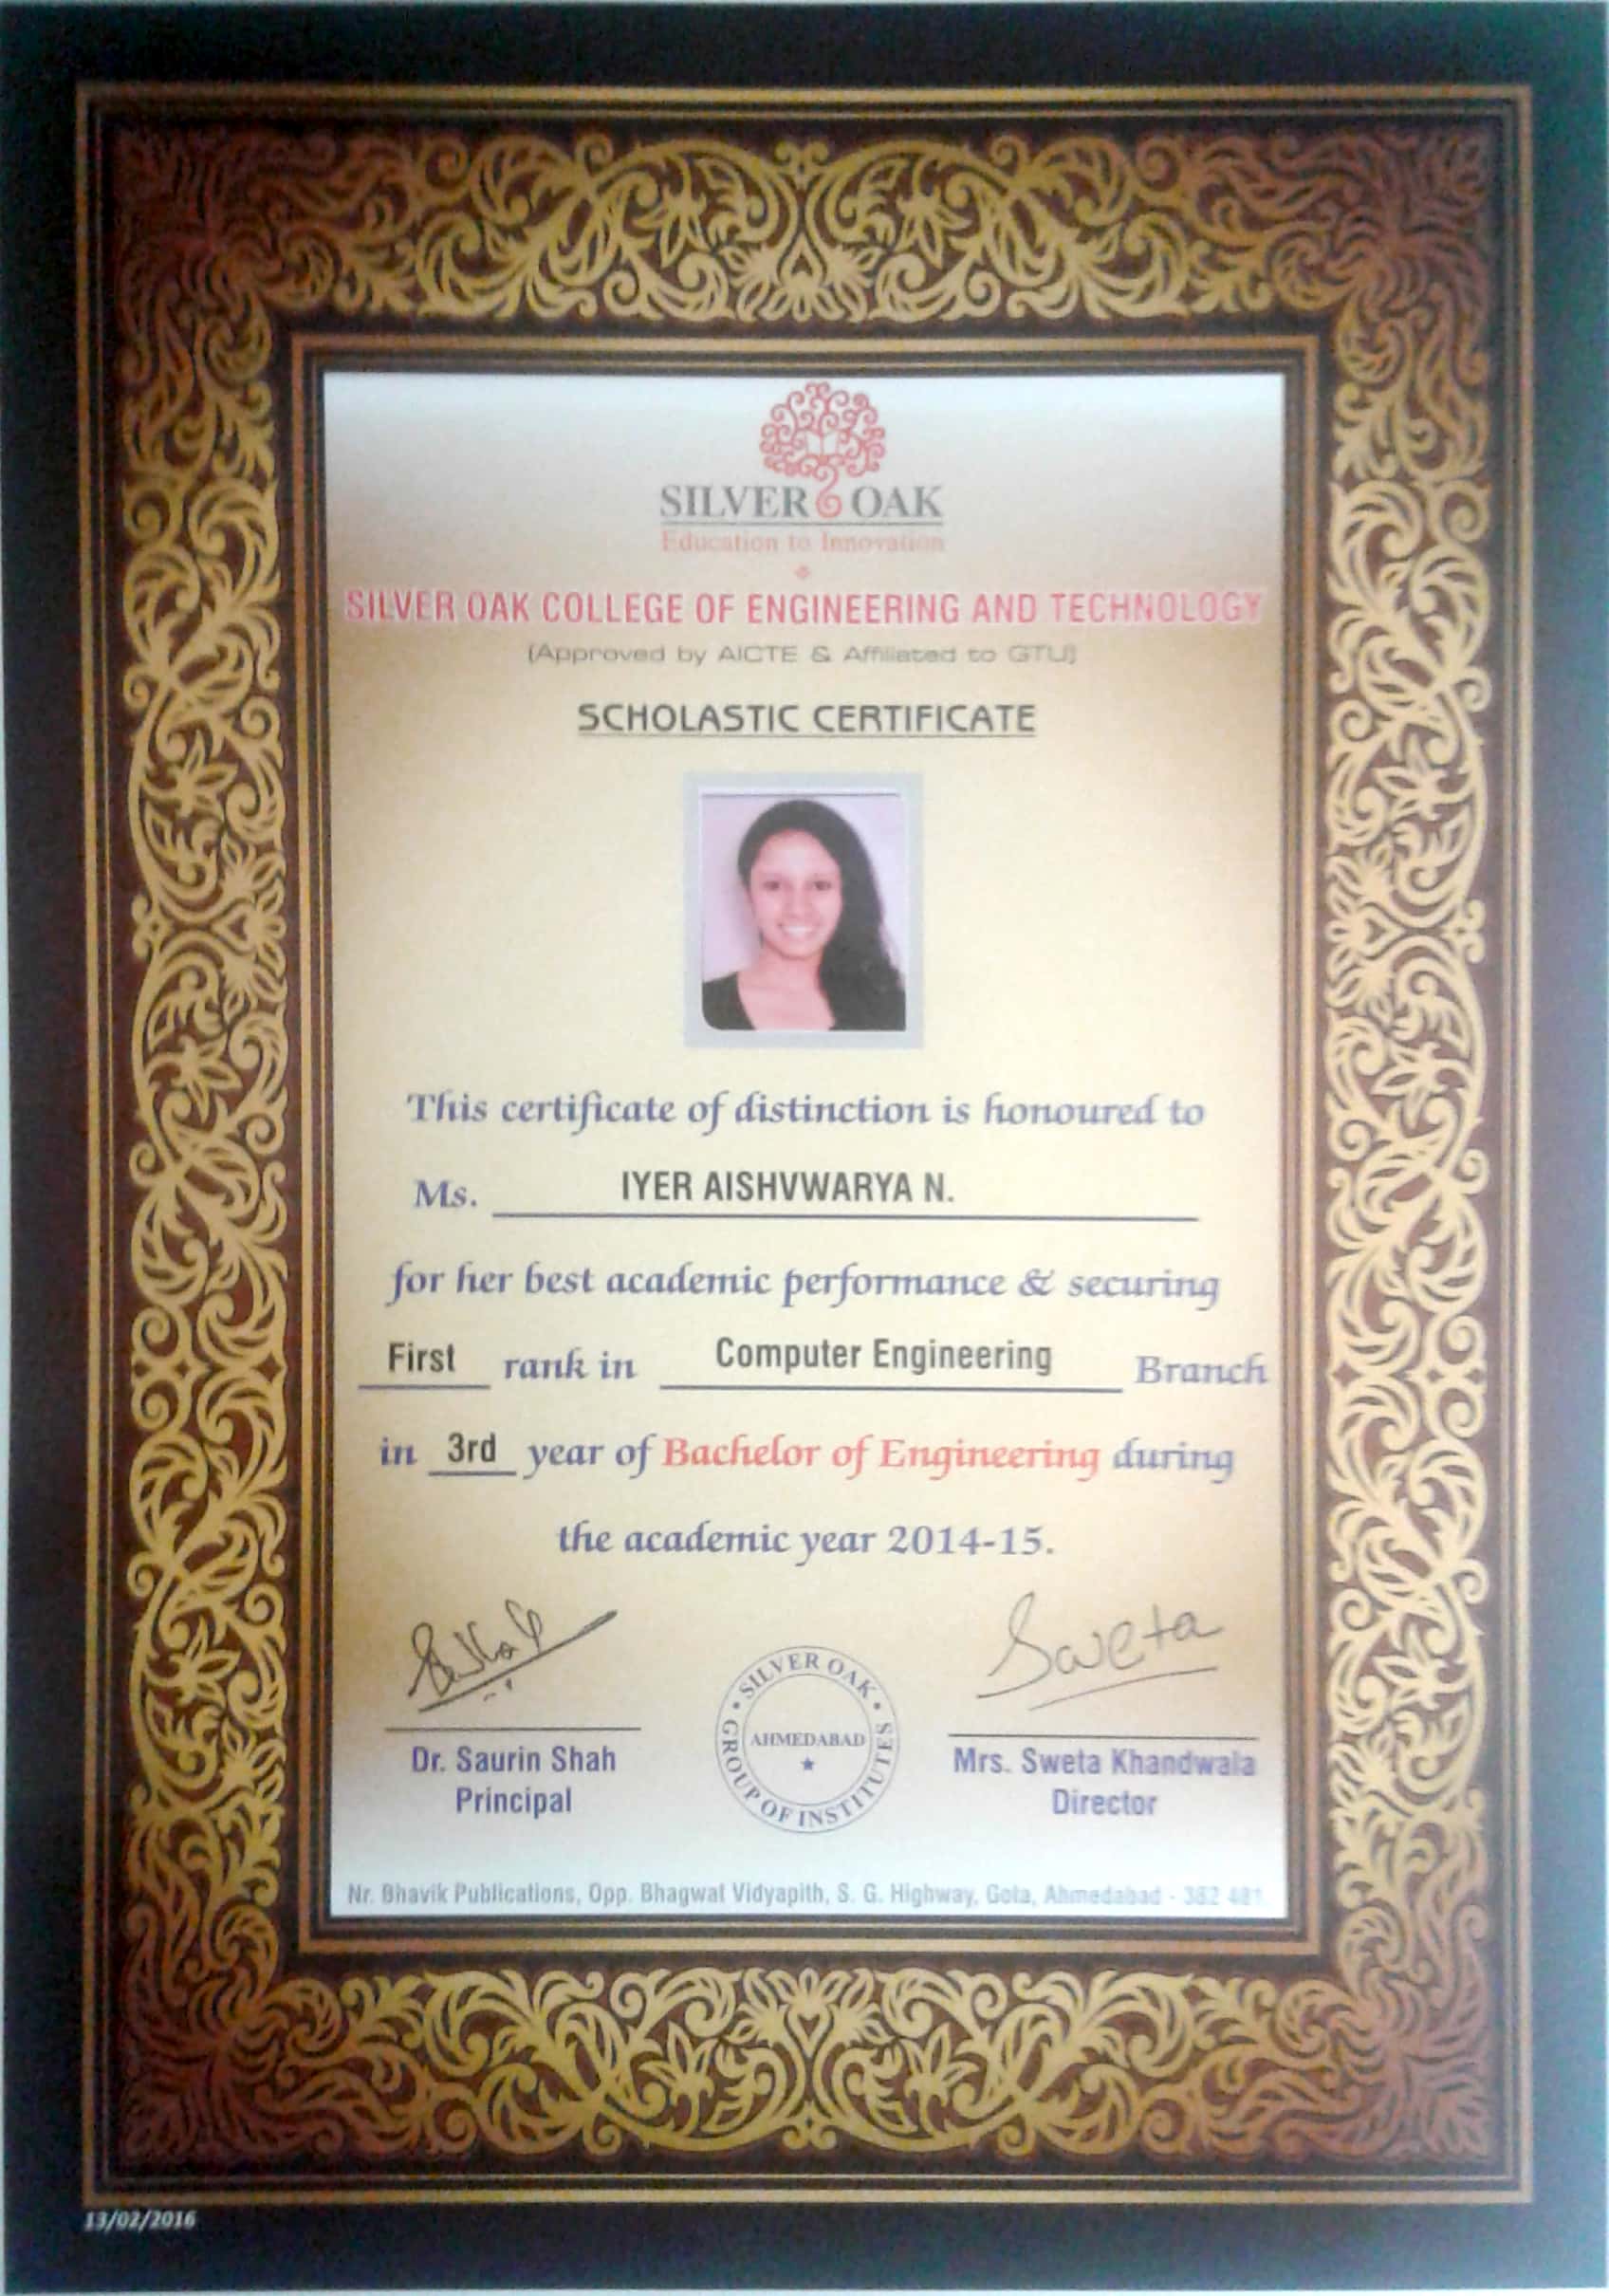 SILVER OAK
Education to Innovation
SILVER OAK COLLEGE OF ENGINEERING AND TECHNOLOGY
(Approved by AICTE & Affiliated to GTU)
SCHOLASTIC CERTIFICATE
This certificate of distinction is honoured to
Ms. IYER AISHVWARYA N.
for her best academic performance & securing
First rank in Computer Engineering Branch
in 3rd year of Bachelor of Engineering during
the academic year 2014-15.
Sweta
SILVER OAK
GROUP OF INSTITUTES
AHMEDABAD
Dr. Saurin Shah
Principal
Mrs. Sweta Khandwala
Director
Nr. Bhavik Publications, Opp. Bhagwat Vidyapith, S. G. Highway, Gota, Ahmedabad - 382 481
13/02/2016